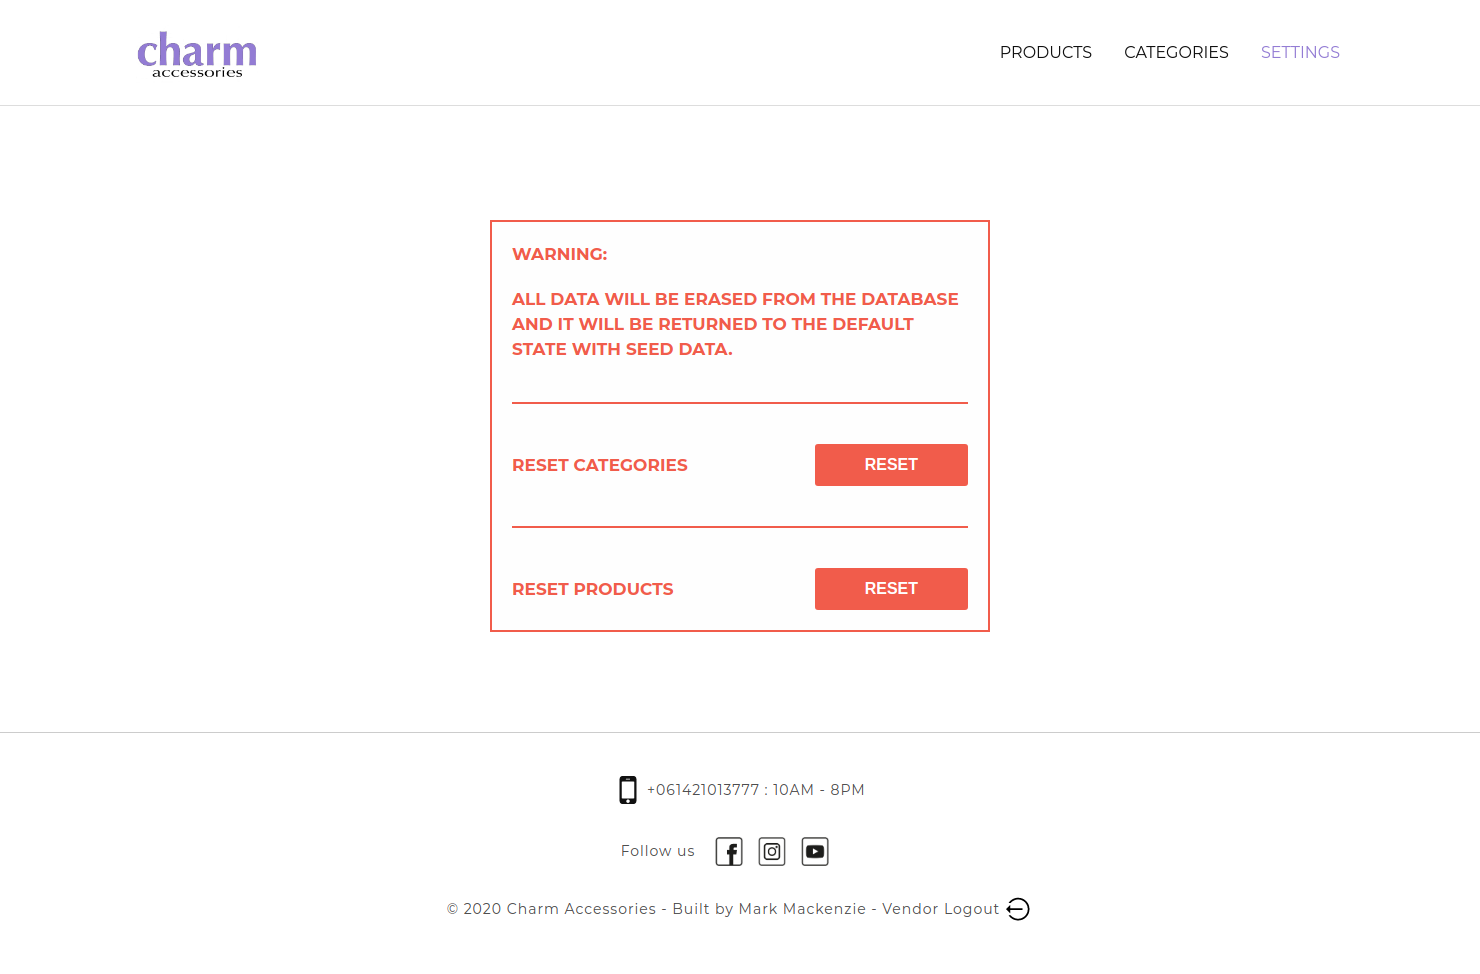 charm
accessories
PRODUCTS CATEGORIES SETTINGS
WARNING:
ALL DATA WILL BE ERASED FROM THE DATABASE
AND IT WILL BE RETURNED TO THE DEFAULT
STATE WITH SEED DATA.
RESET CATEGORIES RESET
RESET PRODUCTS RESET
+061421013777 : 10AM - 8PM
Follow us
© 2020 Charm Accessories - Built by Mark Mackenzie - Vendor Logout